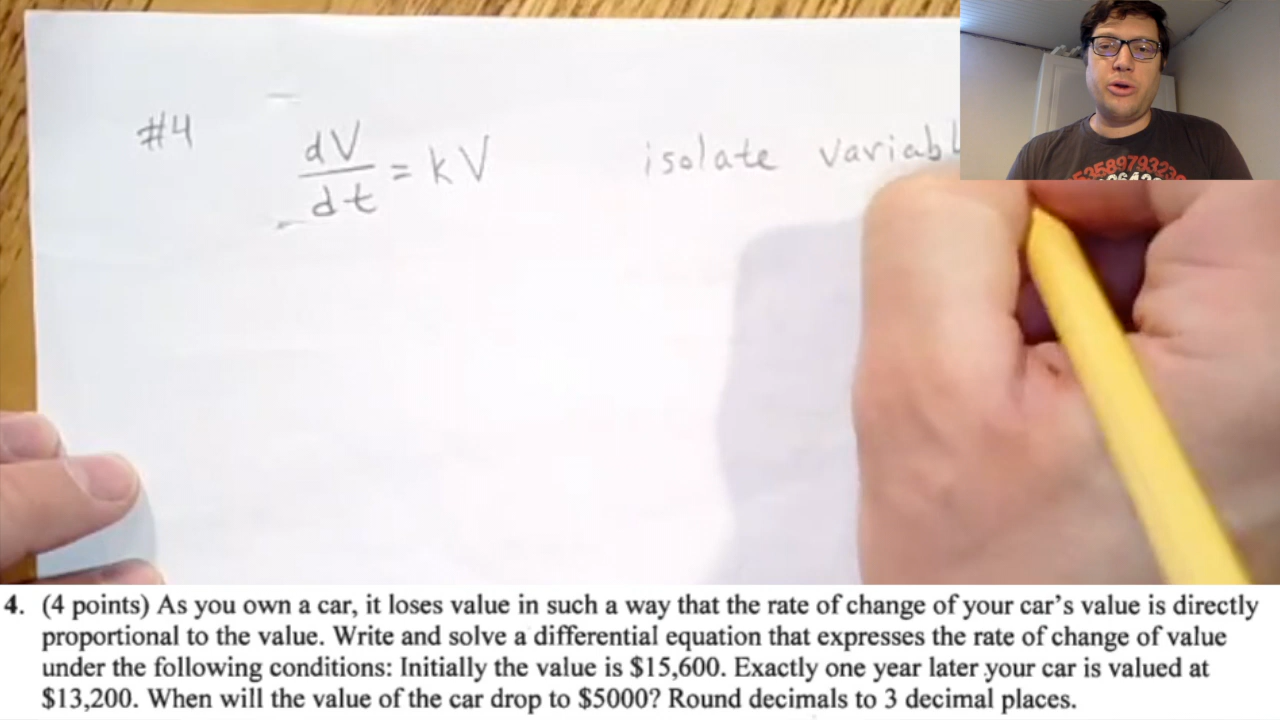 #4
dV
dt
= kV
isolate variabl
5358979323
4. (4 points) As you own a car, it loses value in such a way that the rate of change of your car's value is directly
proportional to the value. Write and solve a differential equation that expresses the rate of change of value
under the following conditions: Initially the value is $15,600. Exactly one year later your car is valued at
$13,200. When will the value of the car drop to $5000? Round decimals to 3 decimal places.